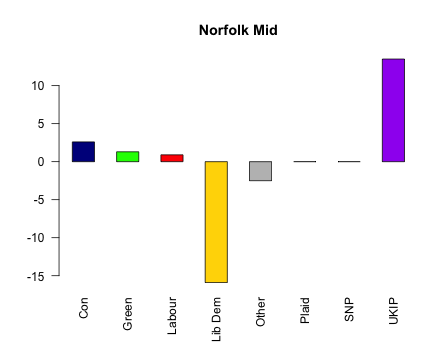 Norfolk Mid
10
5
0
-5
-10
-15
Con
Green
Labour
Lib Dem
Other
Plaid
SNP
UKIP